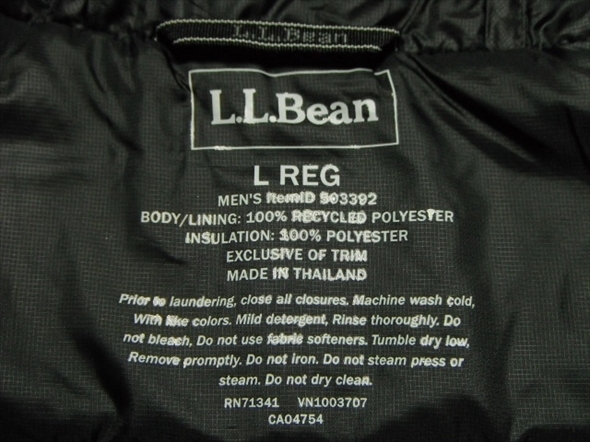 L.L.Bean
L.L.Bean
L REG
MEN'S ItemID 503392
BODY/LINING: 100% RECYCLED POLYESTER
INSULATION: 100% POLYESTER
EXCLUSIVE OF TRIM
MADE IN THAILAND
Prior to laundering, close all closures. Machine wash cold,
With like colors. Mild detergent, Rinse thoroughly. Do
not bleach, Do not use fabric softeners. Tumble dry low,
Remove promptly. Do not iron. Do not steam press or
steam. Do not dry clean.
RN71341 VN1003707
CA04754